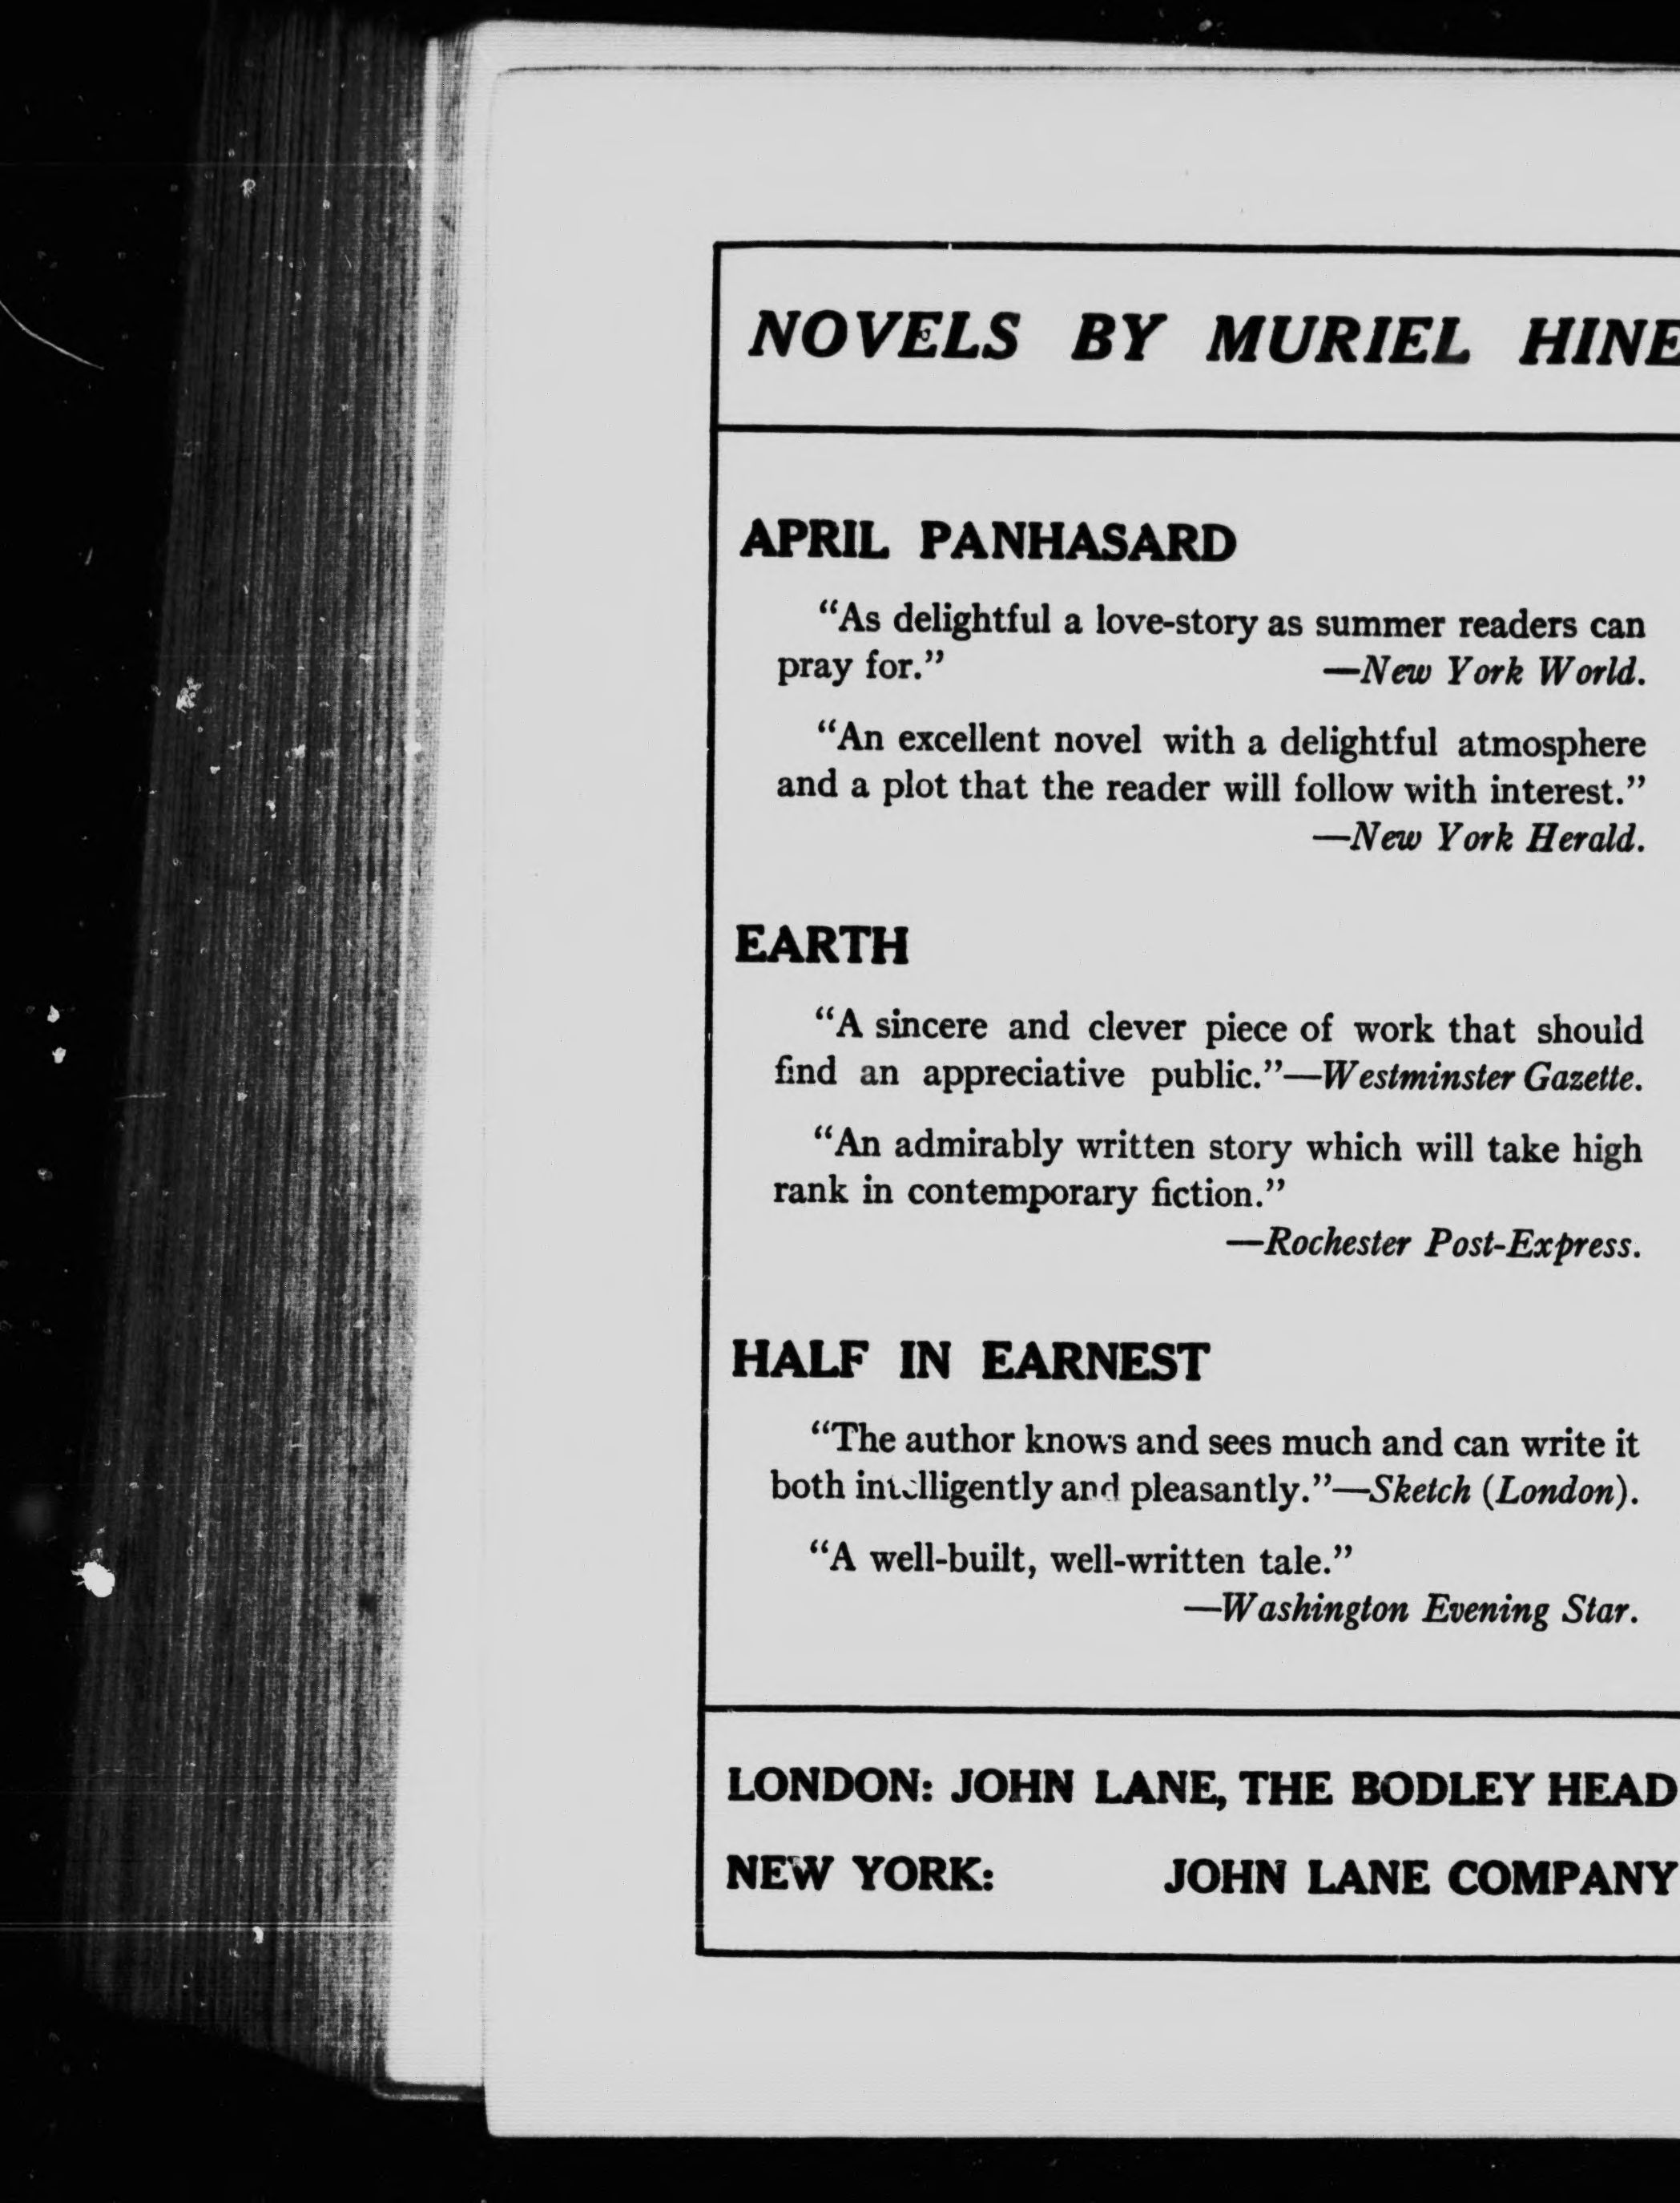 NOVELS BY MURIEL HINE
APRIL PANHASARD
“As delightful a love-story as summer readers can
pray for.” —New York World.
“An excellent novel with a delightful atmosphere
and a plot that the reader will follow with interest.”
—New York Herald.
EARTH
“A sincere and clever piece of work that should
find an appreciative public.”—Westminster Gazette.
“An admirably written story which will take high
rank in contemporary fiction.”
—Rochester Post-Express.
HALF IN EARNEST
“The author knows and sees much and can write it
both intelligently and pleasantly.”—Sketch (London).
“A well-built, well-written tale.”
—Washington Evening Star.
LONDON: JOHN LANE, THE BODLEY HEAD
NEW YORK: JOHN LANE COMPANY